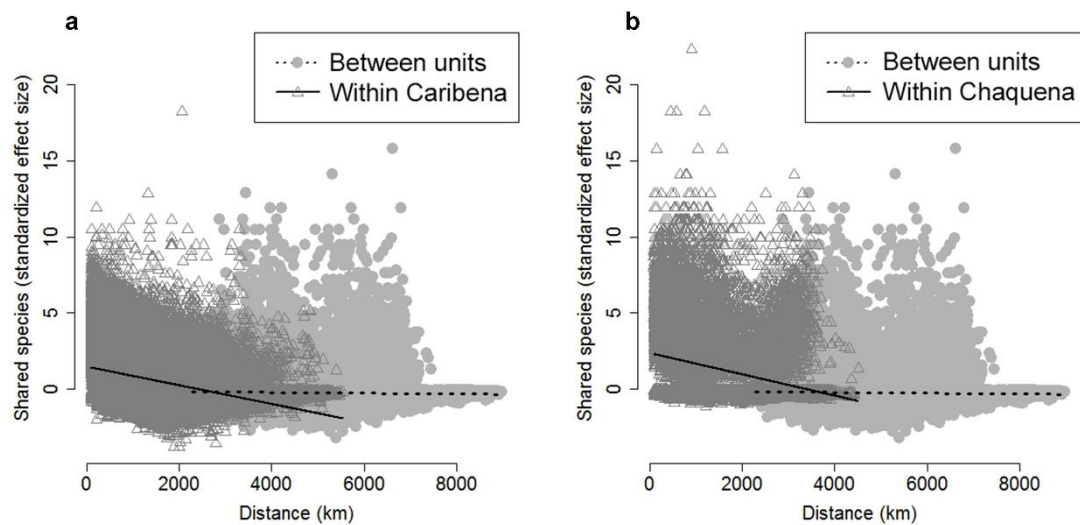 a
Between units
Within Caribena
Shared species (standardized effect size)
20
15
10
5
0
0 2000 4000 6000 8000
Distance (km)
b
Between units
Within Chaquena
Shared species (standardized effect size)
20
15
10
5
0
0 2000 4000 6000 8000
Distance (km)